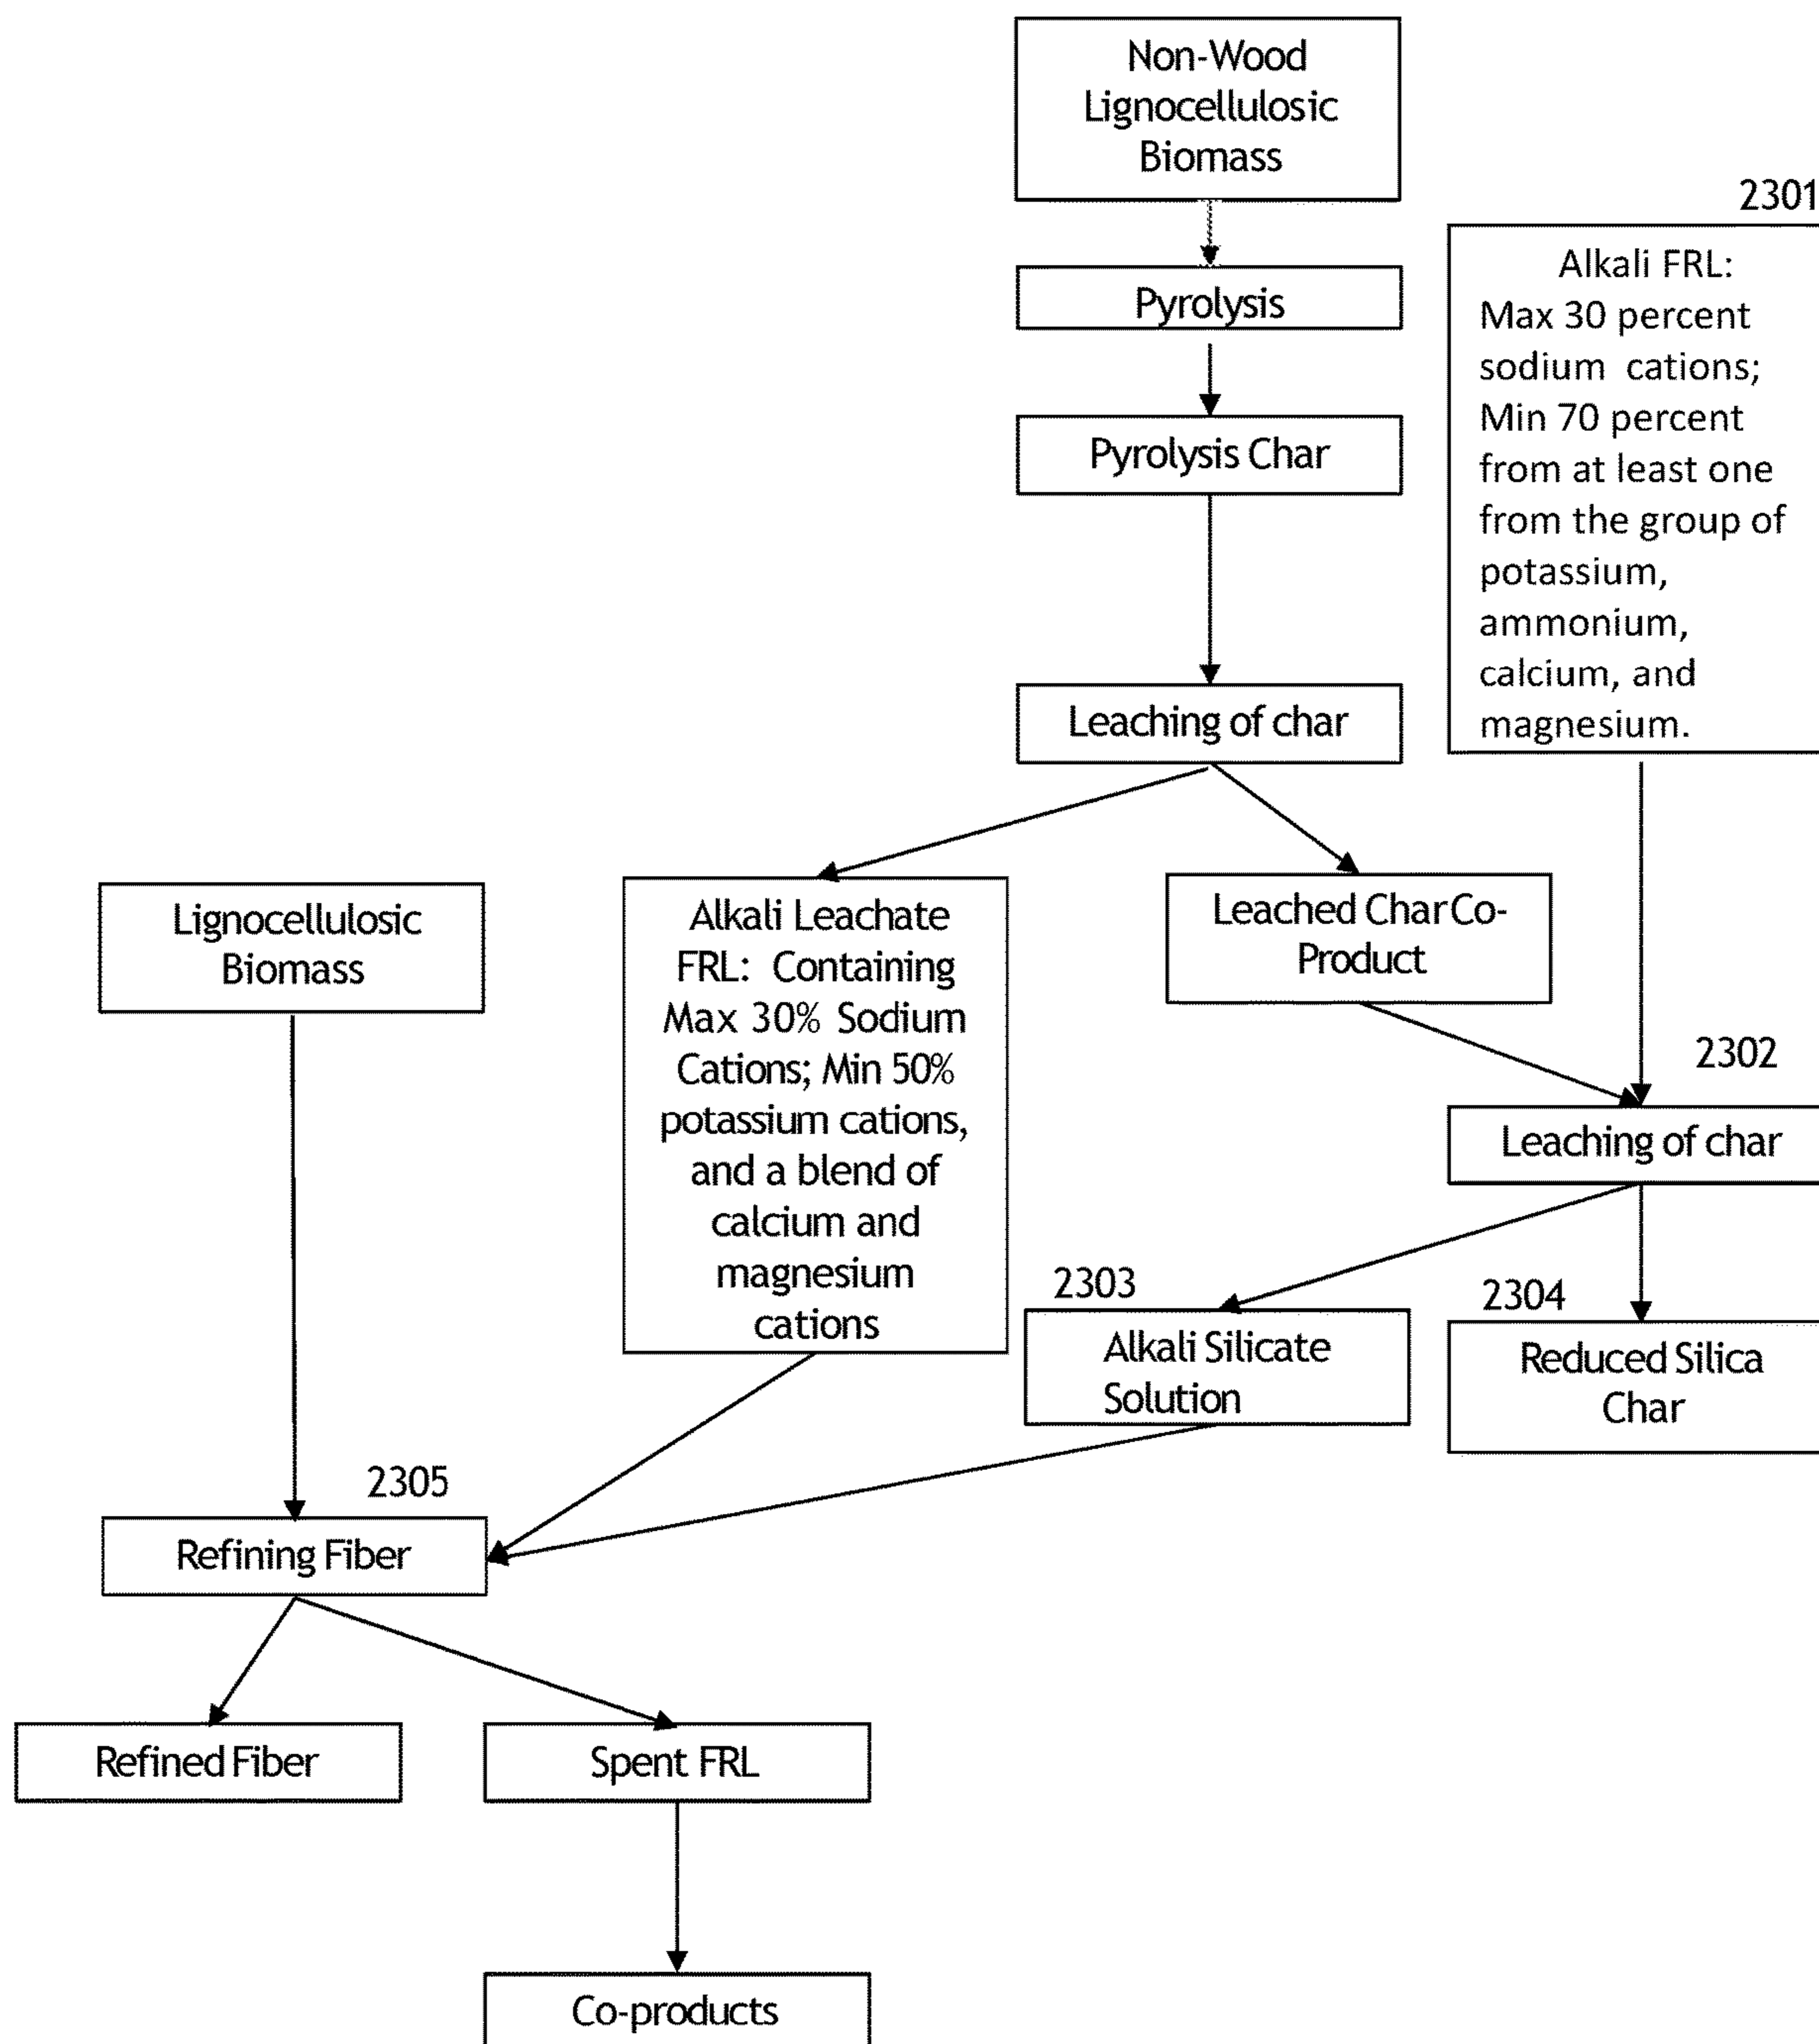 Non-Wood
Lignocellulosic
Biomass
Pyrolysis
Pyrolysis Char
Leaching of char
2301
Alkali FRL:
Max 30 percent
sodium cations;
Min 70 percent
from at least one
from the group of
potassium,
ammonium,
calcium, and
magnesium.
Lignocellulosic
Biomass
Alkali Leachate
FRL: Containing
Max 30% Sodium
Cations; Min 50%
potassium cations,
and a blend of
calcium and
magnesium
cations
Leached Char Co-
Product
2302
Leaching of char
2303
Alkali Silicate
Solution
2304
Reduced Silica
Char
2305
Refining Fiber
Refined Fiber
Spent FRL
Co-products